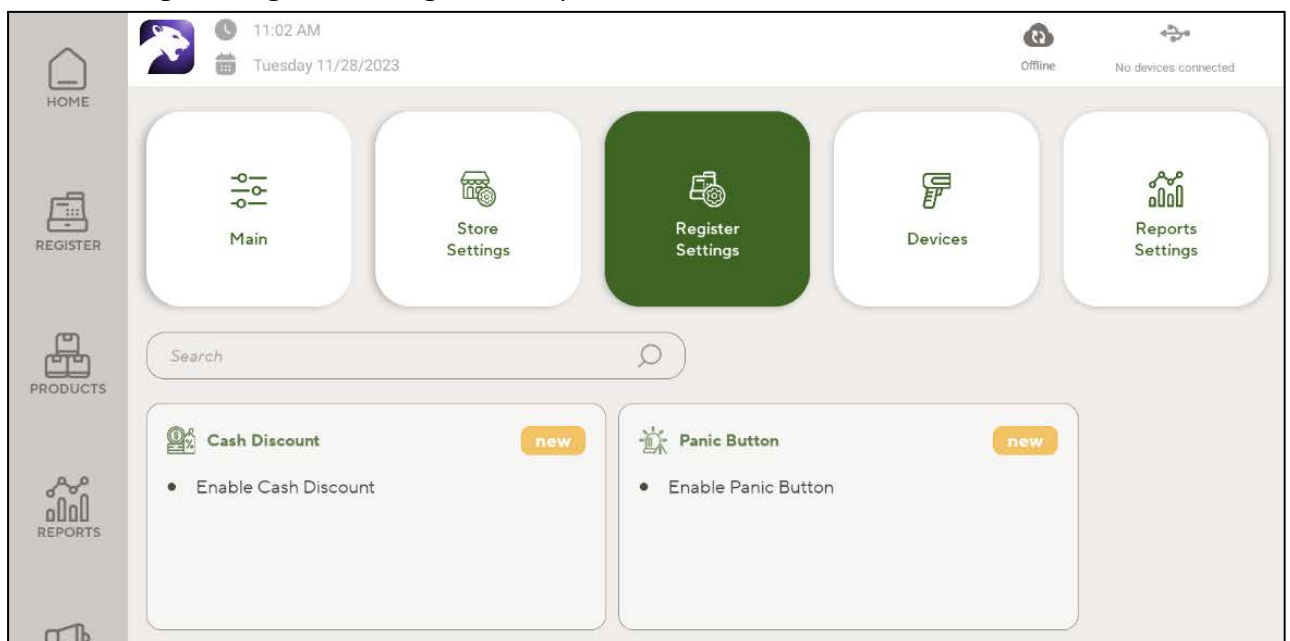 11:02 AM
Tuesday 11/28/2023
Offline
No devices connected
HOME
REGISTER
PRODUCTS
REPORTS
Main
Store
Settings
Register
Settings
Devices
Reports
Settings
Search
Cash Discount
new
• Enable Cash Discount
Panic Button
new
• Enable Panic Button